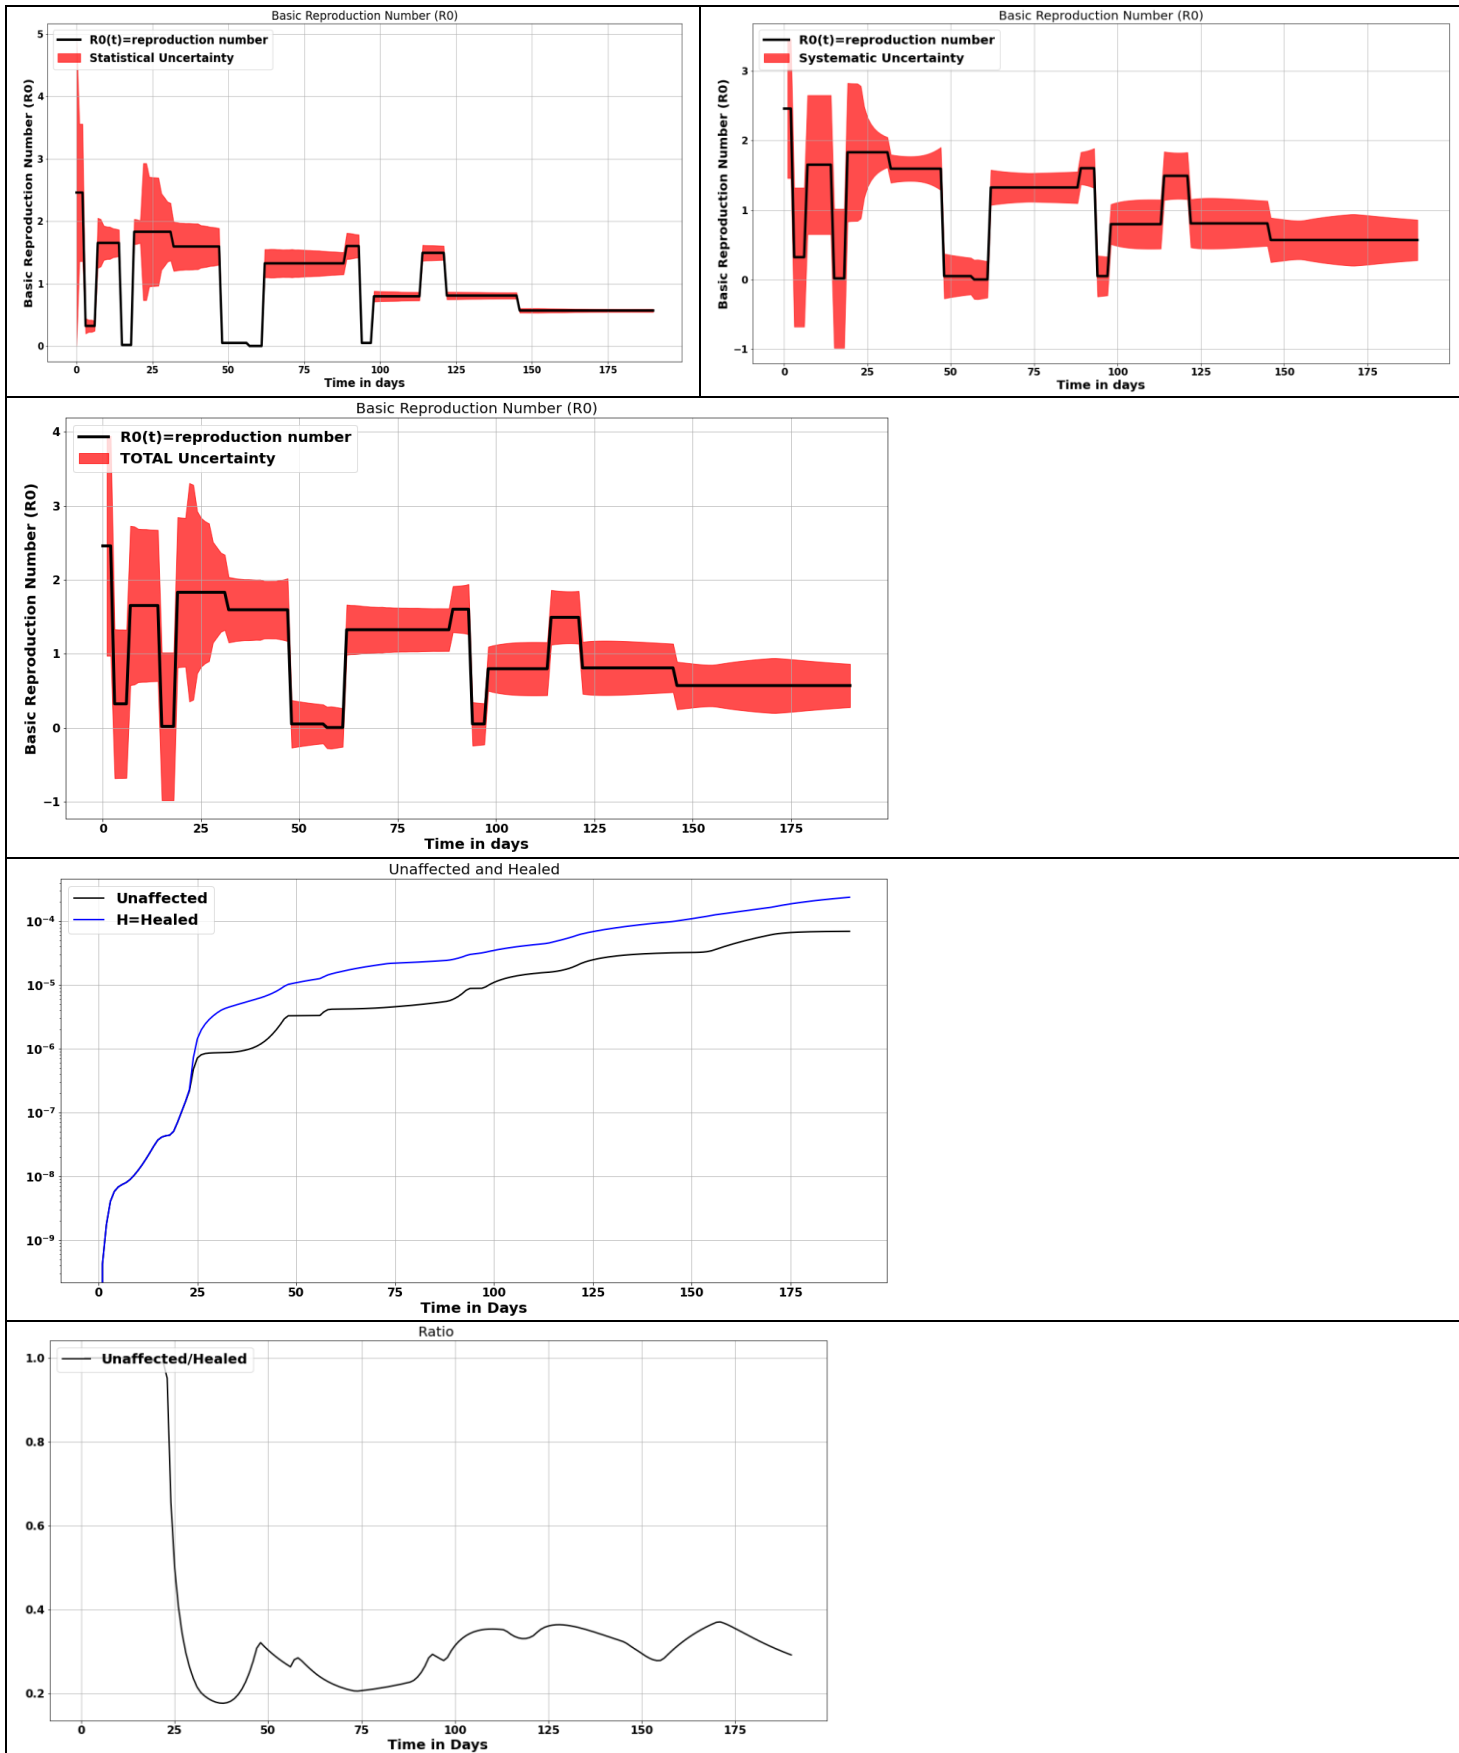 Basic Reproduction Number (R0)
R0(t)=reproduction number
Statistical Uncertainty
Basic Reproduction Number (R0)
5
4
3
2
1
0
0 25 50 75 100 125 150 175
Time in days
Basic Reproduction Number (R0)
R0(t)=reproduction number
Systematic Uncertainty
Basic Reproduction Number (R0)
3
2
1
0
−1
0 25 50 75 100 125 150 175
Time in days
Basic Reproduction Number (R0)
R0(t)=reproduction number
TOTAL Uncertainty
Basic Reproduction Number (R0)
4
3
2
1
0
−1
0 25 50 75 100 125 150 175
Time in days
Unaffected and Healed
Unaffected
H=Healed
10⁻⁴
10⁻⁵
10⁻⁶
10⁻⁷
10⁻⁸
10⁻⁹
0 25 50 75 100 125 150 175
Time in Days
Ratio
Unaffected/Healed
1.0
0.8
0.6
0.4
0.2
0 25 50 75 100 125 150 175
Time in Days